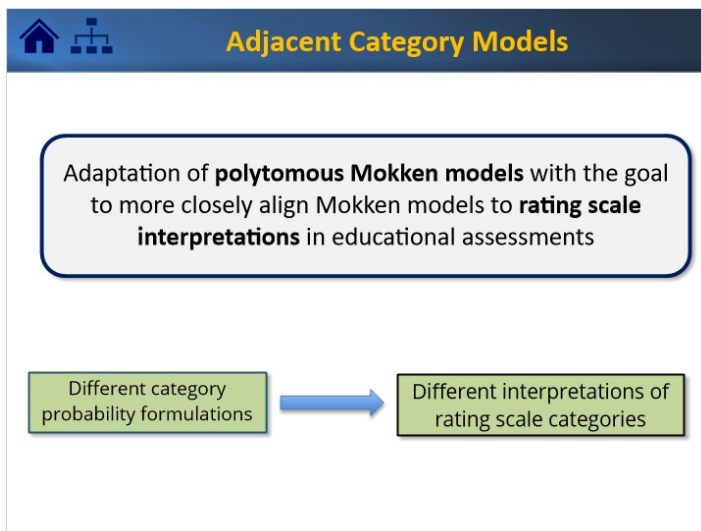 Adjacent Category Models
Adaptation of polytomous Mokken models with the goal
to more closely align Mokken models to rating scale
interpretations in educational assessments
Different category
probability formulations
Different interpretations of
rating scale categories